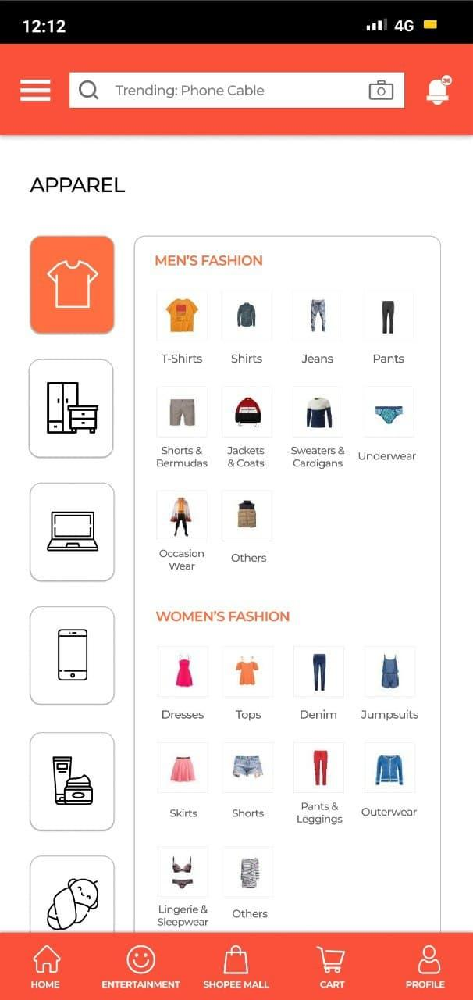 12:12
4G
Trending: Phone Cable
36
APPAREL
MEN'S FASHION
T-Shirts
Shirts
Jeans
Pants
Shorts &
Bermudas
Jackets
& Coats
Sweaters &
Cardigans
Underwear
Occasion
Wear
Others
WOMEN'S FASHION
Dresses
Tops
Denim
Jumpsuits
Skirts
Shorts
Pants &
Leggings
Outerwear
Lingerie &
Sleepwear
Others
HOME
ENTERTAINMENT
SHOPEE MALL
CART
PROFILE